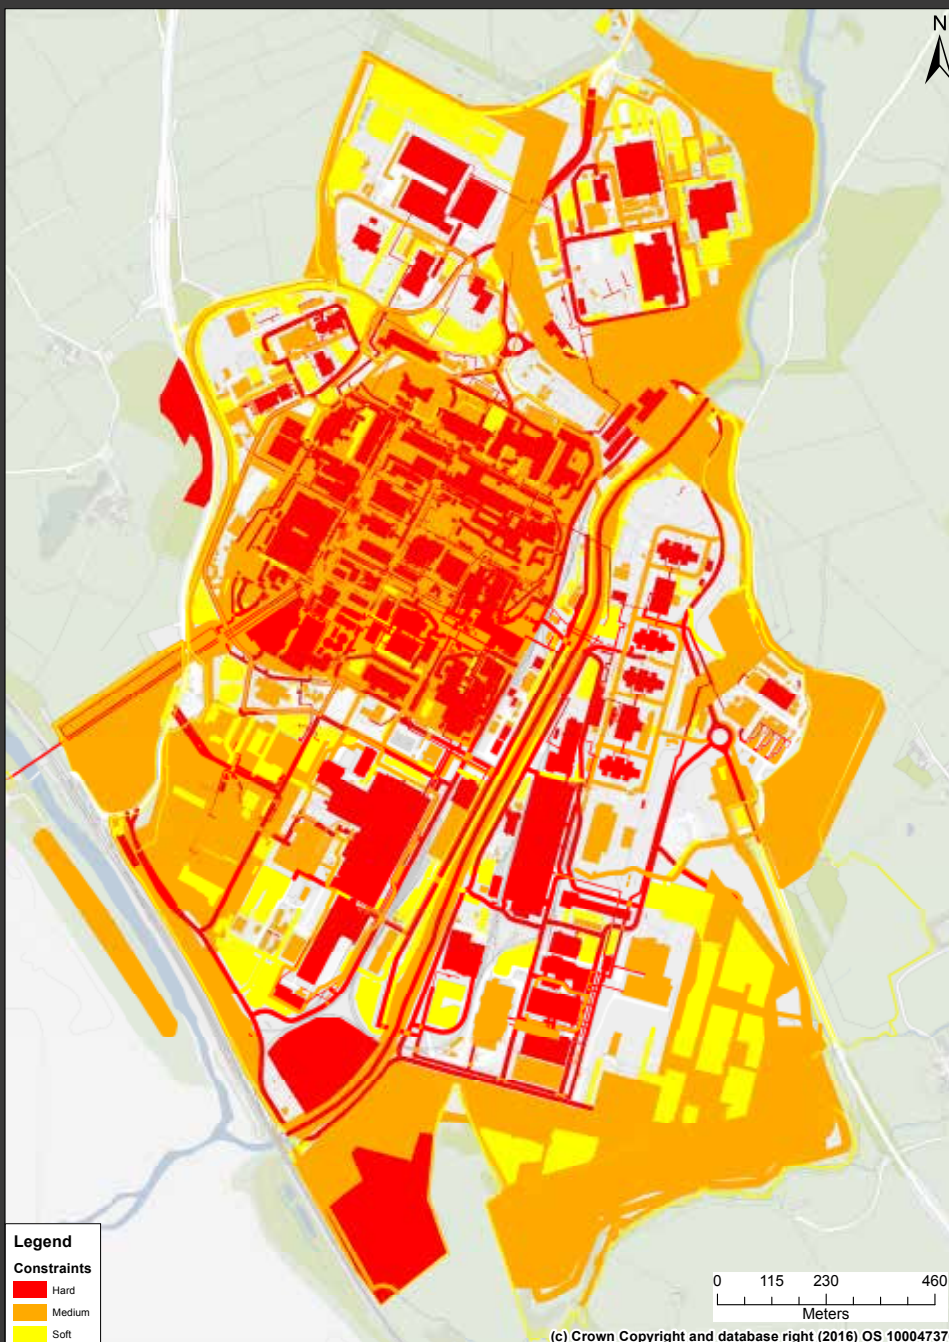 N
Legend
Constraints
Hard
Medium
Soft
0 115 230 460
Meters
(c) Crown Copyright and database right (2016) OS 10004737